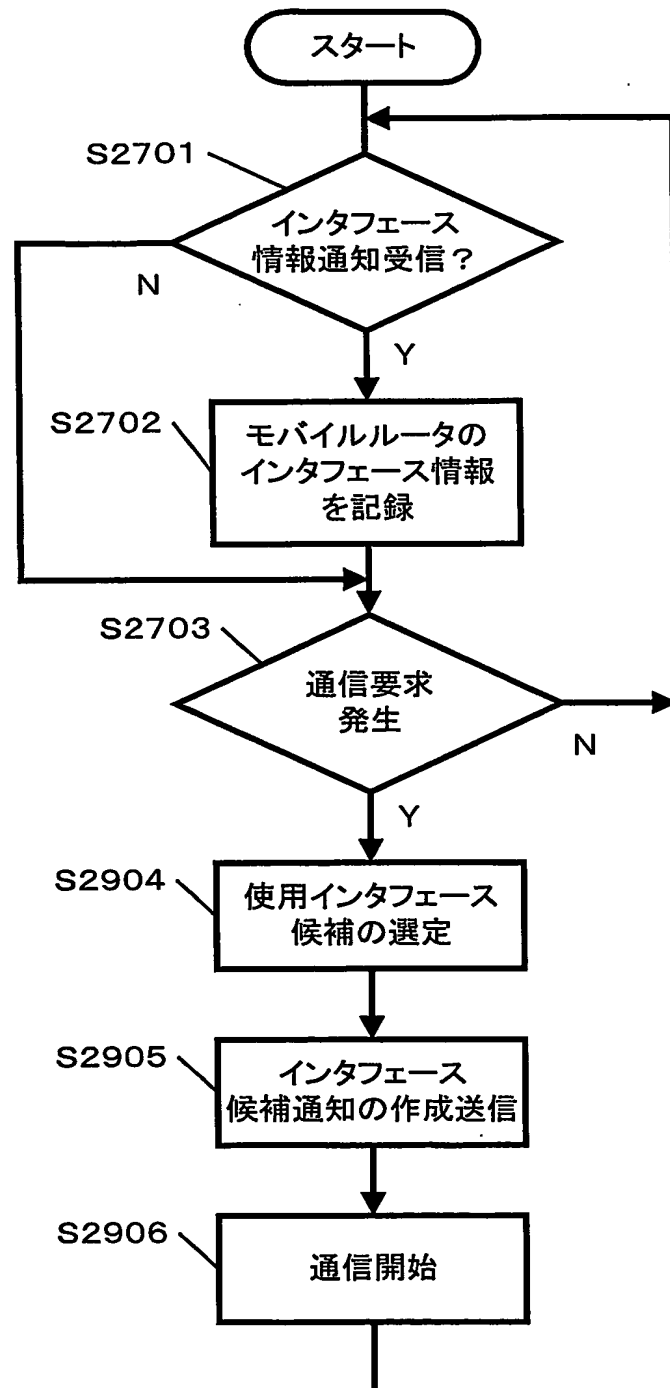 スタート
S2701
インタフェース
情報通知受信?
N
Y
S2702
モバイルルータの
インタフェース情報
を記録
S2703
通信要求
発生
N
Y
S2904
使用インタフェース
候補の選定
S2905
インタフェース
候補通知の作成送信
S2906
通信開始